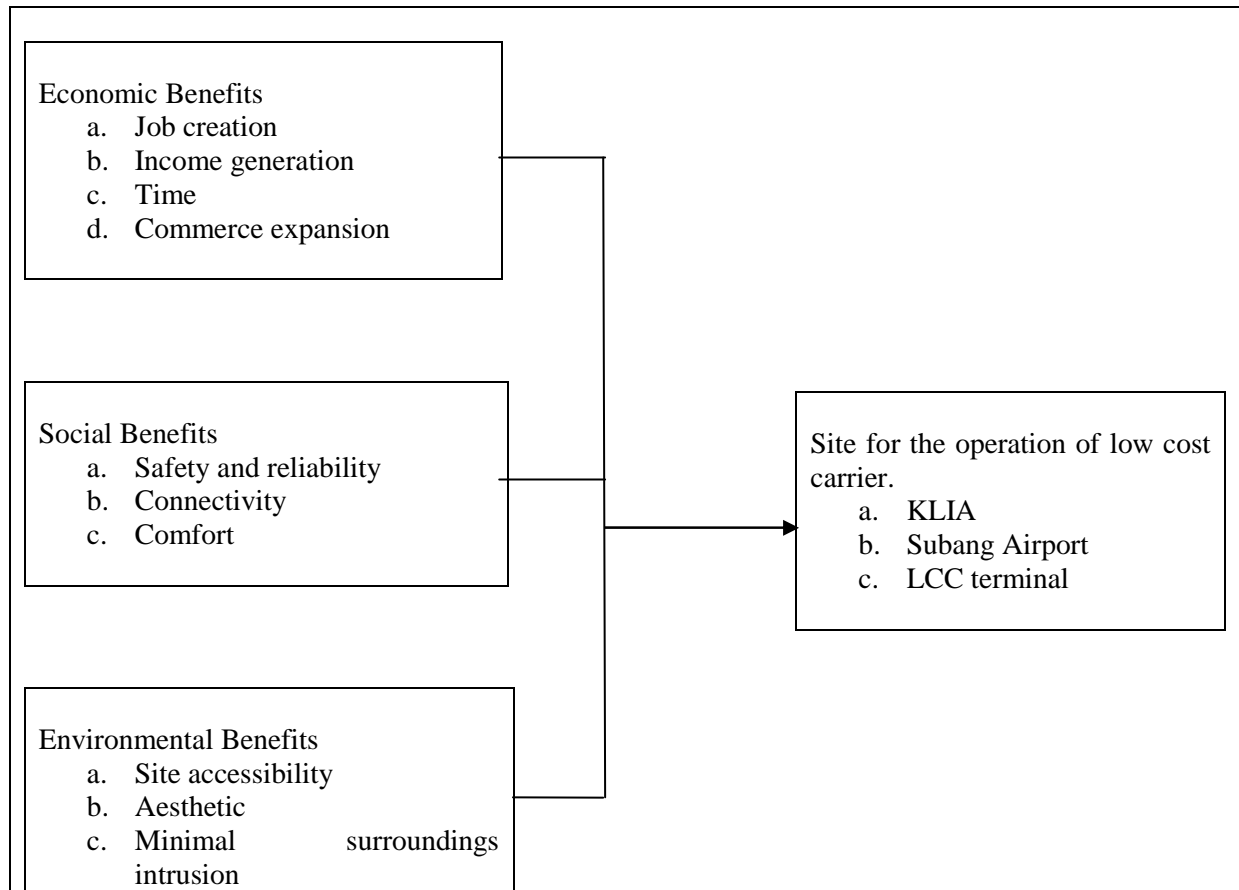 Economic Benefits
a. Job creation
b. Income generation
c. Time
d. Commerce expansion
Social Benefits
a. Safety and reliability
b. Connectivity
c. Comfort
Site for the operation of low cost
carrier.
a. KLIA
b. Subang Airport
c. LCC terminal
Environmental Benefits
a. Site accessibility
b. Aesthetic
c. Minimal surroundings
intrusion